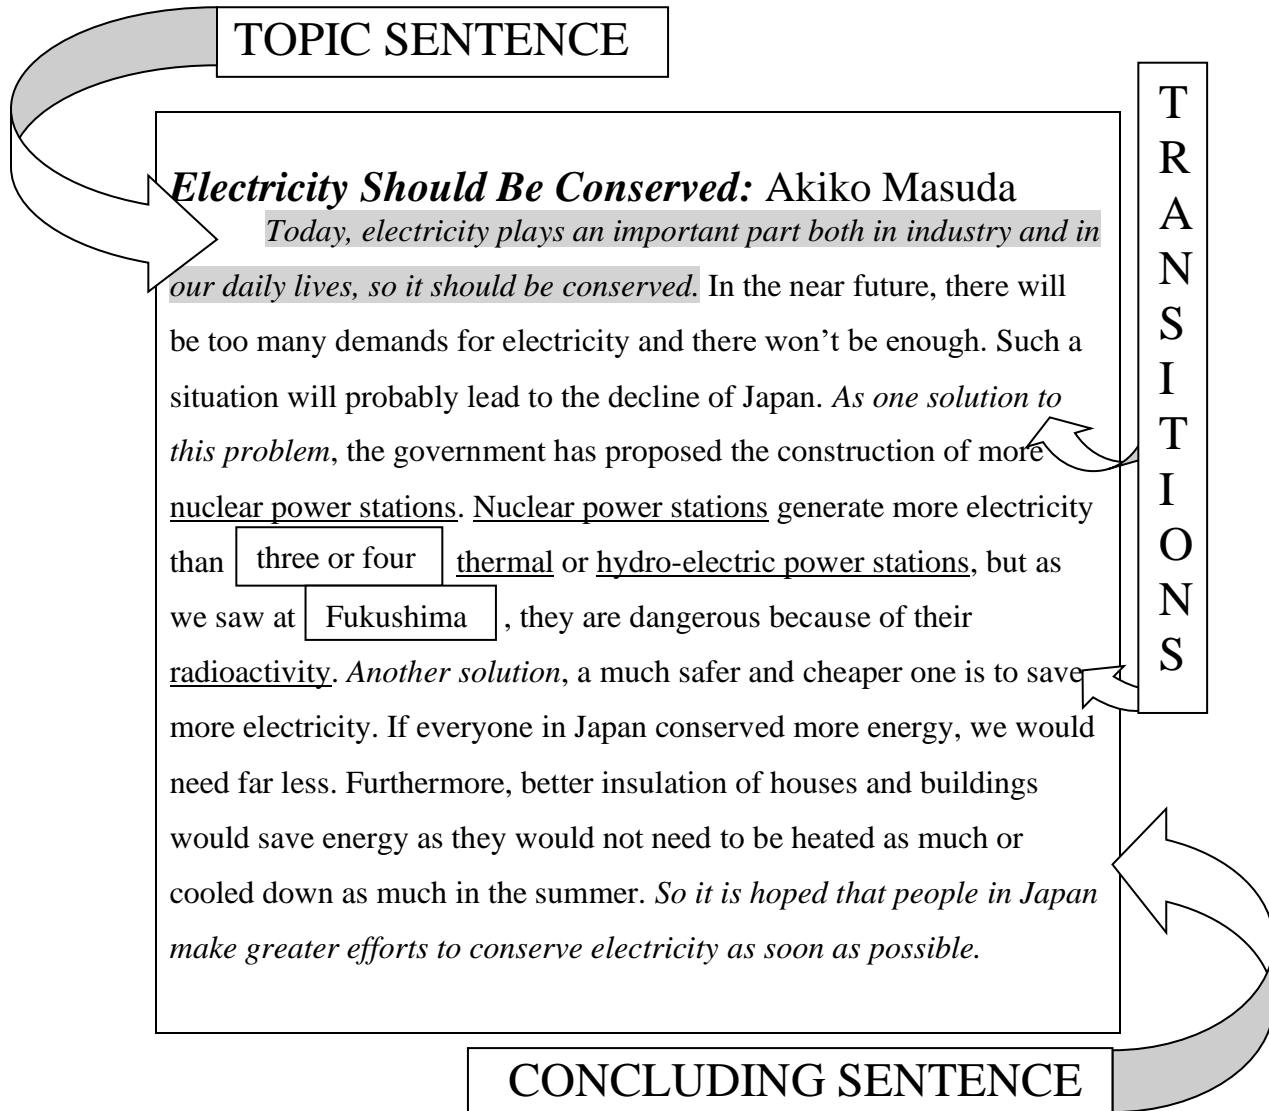 TOPIC SENTENCE
TRANSITIONS
Electricity Should Be Conserved: Akiko Masuda
Today, electricity plays an important part both in industry and in
our daily lives, so it should be conserved. In the near future, there will
be too many demands for electricity and there won’t be enough. Such a
situation will probably lead to the decline of Japan. As one solution to
this problem, the government has proposed the construction of more
nuclear power stations. Nuclear power stations generate more electricity
than three or four thermal or hydro-electric power stations, but as
we saw at Fukushima , they are dangerous because of their
radioactivity. Another solution, a much safer and cheaper one is to save
more electricity. If everyone in Japan conserved more energy, we would
need far less. Furthermore, better insulation of houses and buildings
would save energy as they would not need to be heated as much or
cooled down as much in the summer. So it is hoped that people in Japan
make greater efforts to conserve electricity as soon as possible.
CONCLUDING SENTENCE